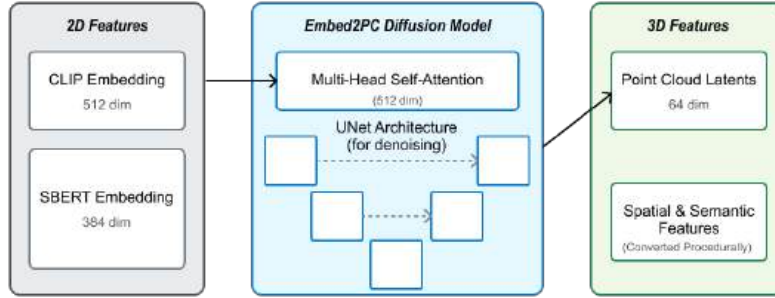 2D Features
CLIP Embedding
512 dim
SBERT Embedding
384 dim
Embed2PC Diffusion Model
Multi-Head Self-Attention
(512 dim)
UNet Architecture
(for denoising)
3D Features
Point Cloud Latents
64 dim
Spatial & Semantic
Features
(Converted Procedurally)